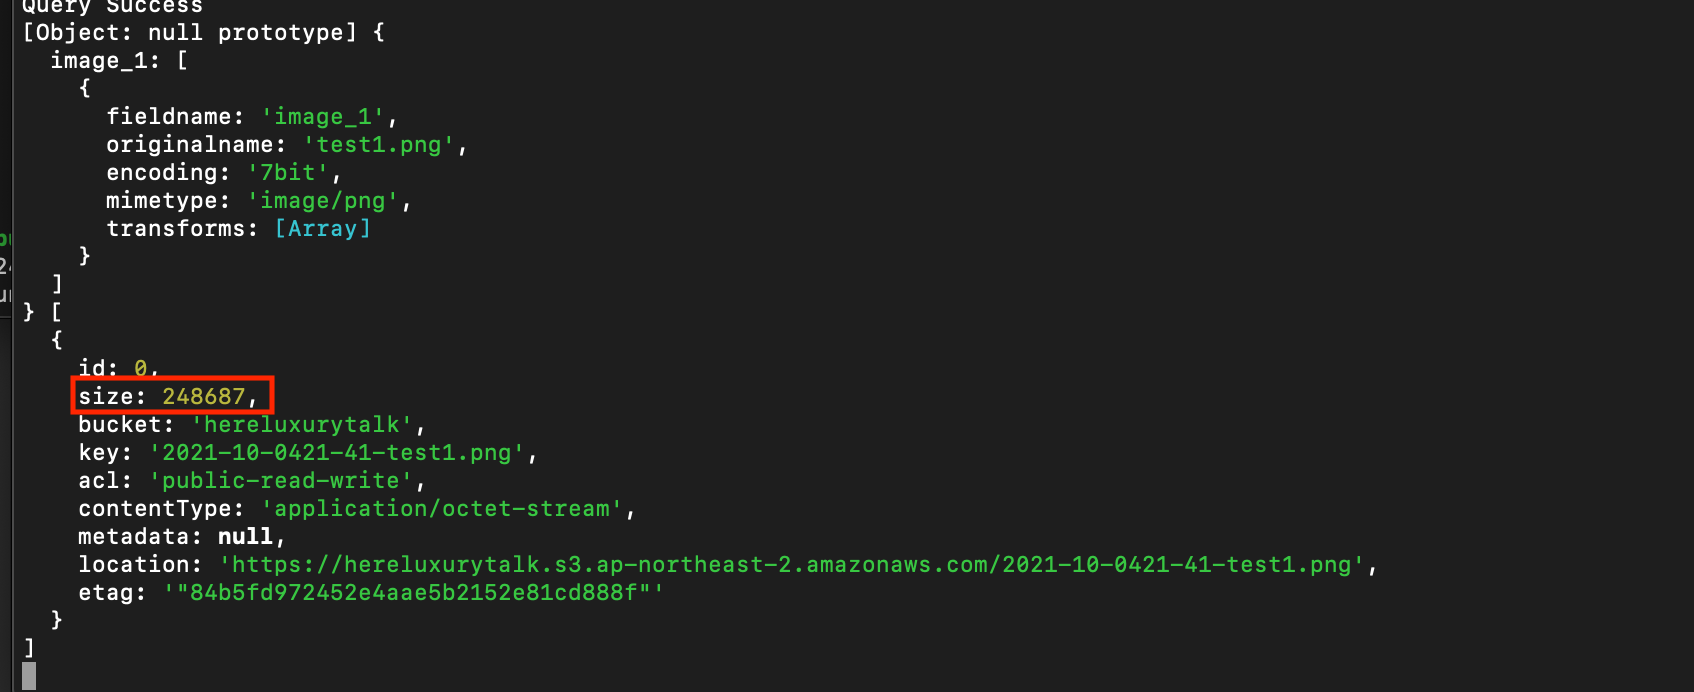 Query Success
[Object: null prototype] {
  image_1: [
    {
      fieldname: 'image_1',
      originalname: 'test1.png',
      encoding: '7bit',
      mimetype: 'image/png',
      transforms: [Array]
    }
  ]
} [
  {
    id: 0,
    size: 248687,
    bucket: 'hereluxurytalk',
    key: '2021-10-0421-41-test1.png',
    acl: 'public-read-write',
    contentType: 'application/octet-stream',
    metadata: null,
    location: 'https://hereluxurytalk.s3.ap-northeast-2.amazonaws.com/2021-10-0421-41-test1.png',
    etag: '"84b5fd972452e4aae5b2152e81cd888f"'
  }
]